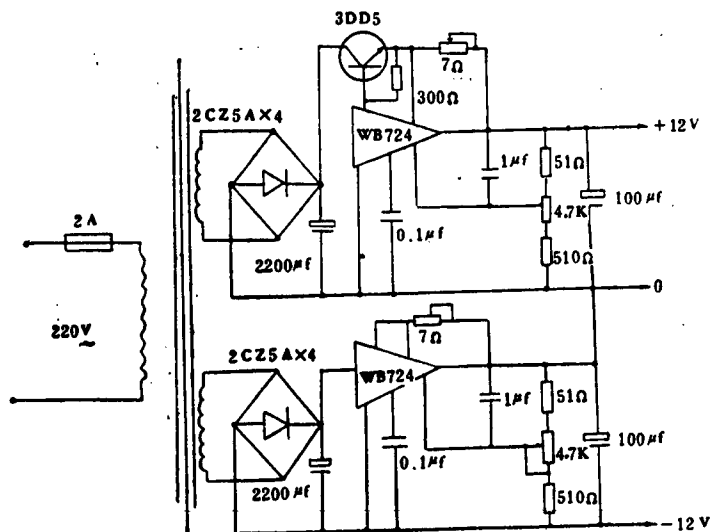 3DD5
7Ω
300Ω
2CZ5A×4
WB724
+12V
1μf
51Ω
2A
4.7K
100μf
0.1μf
2200μf
510Ω
0
220V
~
7Ω
2CZ5A×4
WB724
1μf
51Ω
0.1μf
4.7K
100μf
2200μf
510Ω
−12V